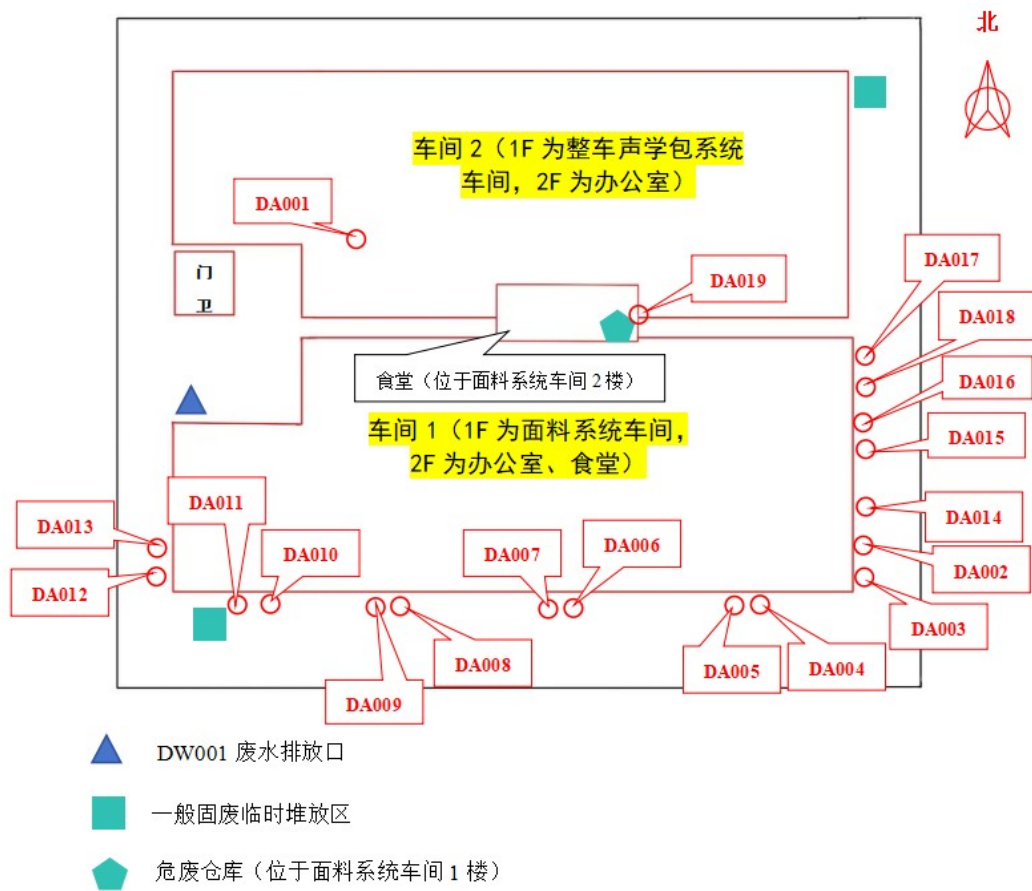 北
车间 2（1F 为整车声学包系统
车间，2F 为办公室）
DA001
门
卫
DA019
DA017
DA018
DA016
DA015
食堂（位于面料系统车间 2 楼）
车间 1（1F 为面料系统车间，
2F 为办公室、食堂）
DA011
DA010
DA007
DA006
DA014
DA013
DA002
DA012
DA003
DA009
DA008
DA005
DA004
DW001 废水排放口
一般固废临时堆放区
危废仓库（位于面料系统车间 1 楼）